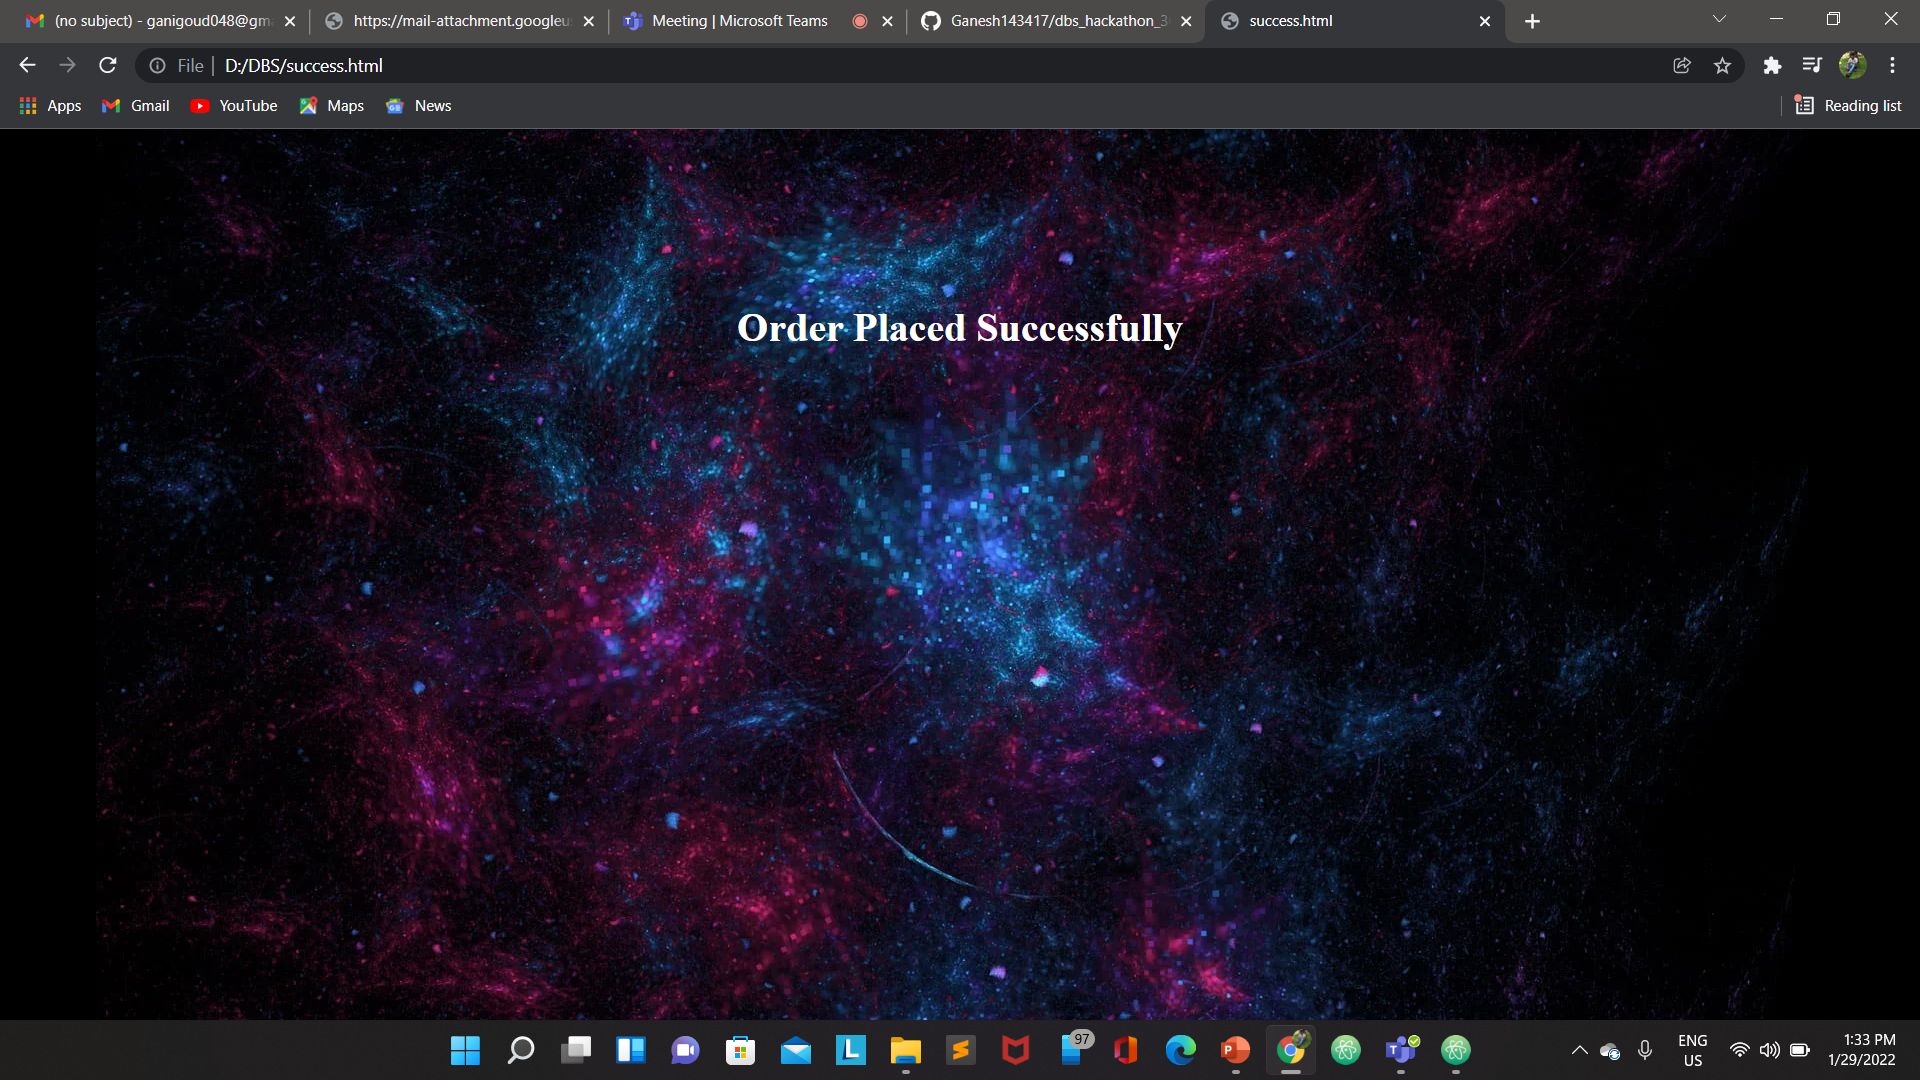 (no subject) - ganigoud048@gm
https://mail-attachment.googleu
Meeting | Microsoft Teams
Ganesh143417/dbs_hackathon_3
success.html
File
D:/DBS/success.html
Apps
Gmail
YouTube
Maps
News
Reading list
Order Placed Successfully
97
ENG
US
1:33 PM
1/29/2022